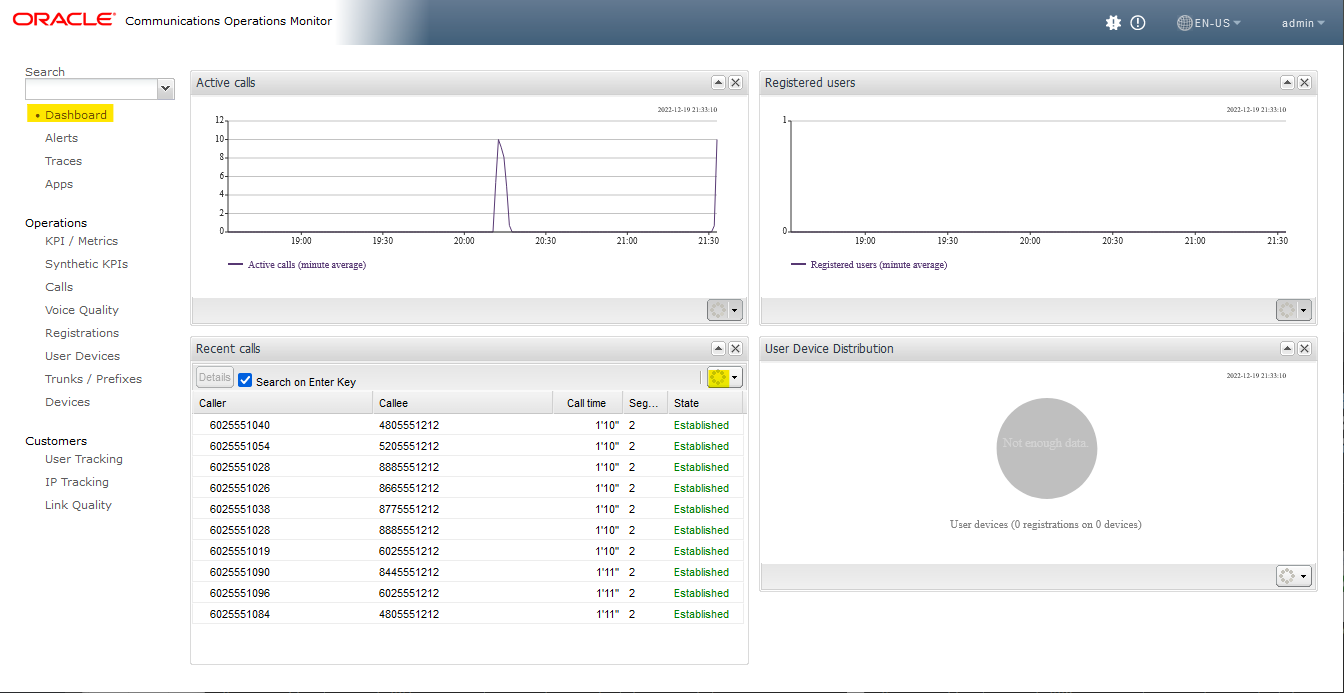 ORACLE® Communications Operations Monitor
EN-US
admin
Search
Dashboard
Alerts
Traces
Apps
Operations
KPI / Metrics
Synthetic KPIs
Calls
Voice Quality
Registrations
User Devices
Trunks / Prefixes
Devices
Customers
User Tracking
IP Tracking
Link Quality
Active calls
2022-12-19 21:33:10
12
10
8
6
4
2
0
19:00 19:30 20:00 20:30 21:00 21:30
Active calls (minute average)
Registered users
2022-12-19 21:33:10
1
0
19:00 19:30 20:00 20:30 21:00 21:30
Registered users (minute average)
Recent calls
Details Search on Enter Key
Caller Callee Call time Seg... State
6025551040 4805551212 1'10" 2 Established
6025551054 5205551212 1'10" 2 Established
6025551028 8885551212 1'10" 2 Established
6025551026 8665551212 1'10" 2 Established
6025551038 8775551212 1'10" 2 Established
6025551028 8885551212 1'10" 2 Established
6025551019 6025551212 1'10" 2 Established
6025551090 8445551212 1'11" 2 Established
6025551096 6025551212 1'11" 2 Established
6025551084 4805551212 1'11" 2 Established
User Device Distribution
2022-12-19 21:33:10
Not enough data.
User devices (0 registrations on 0 devices)